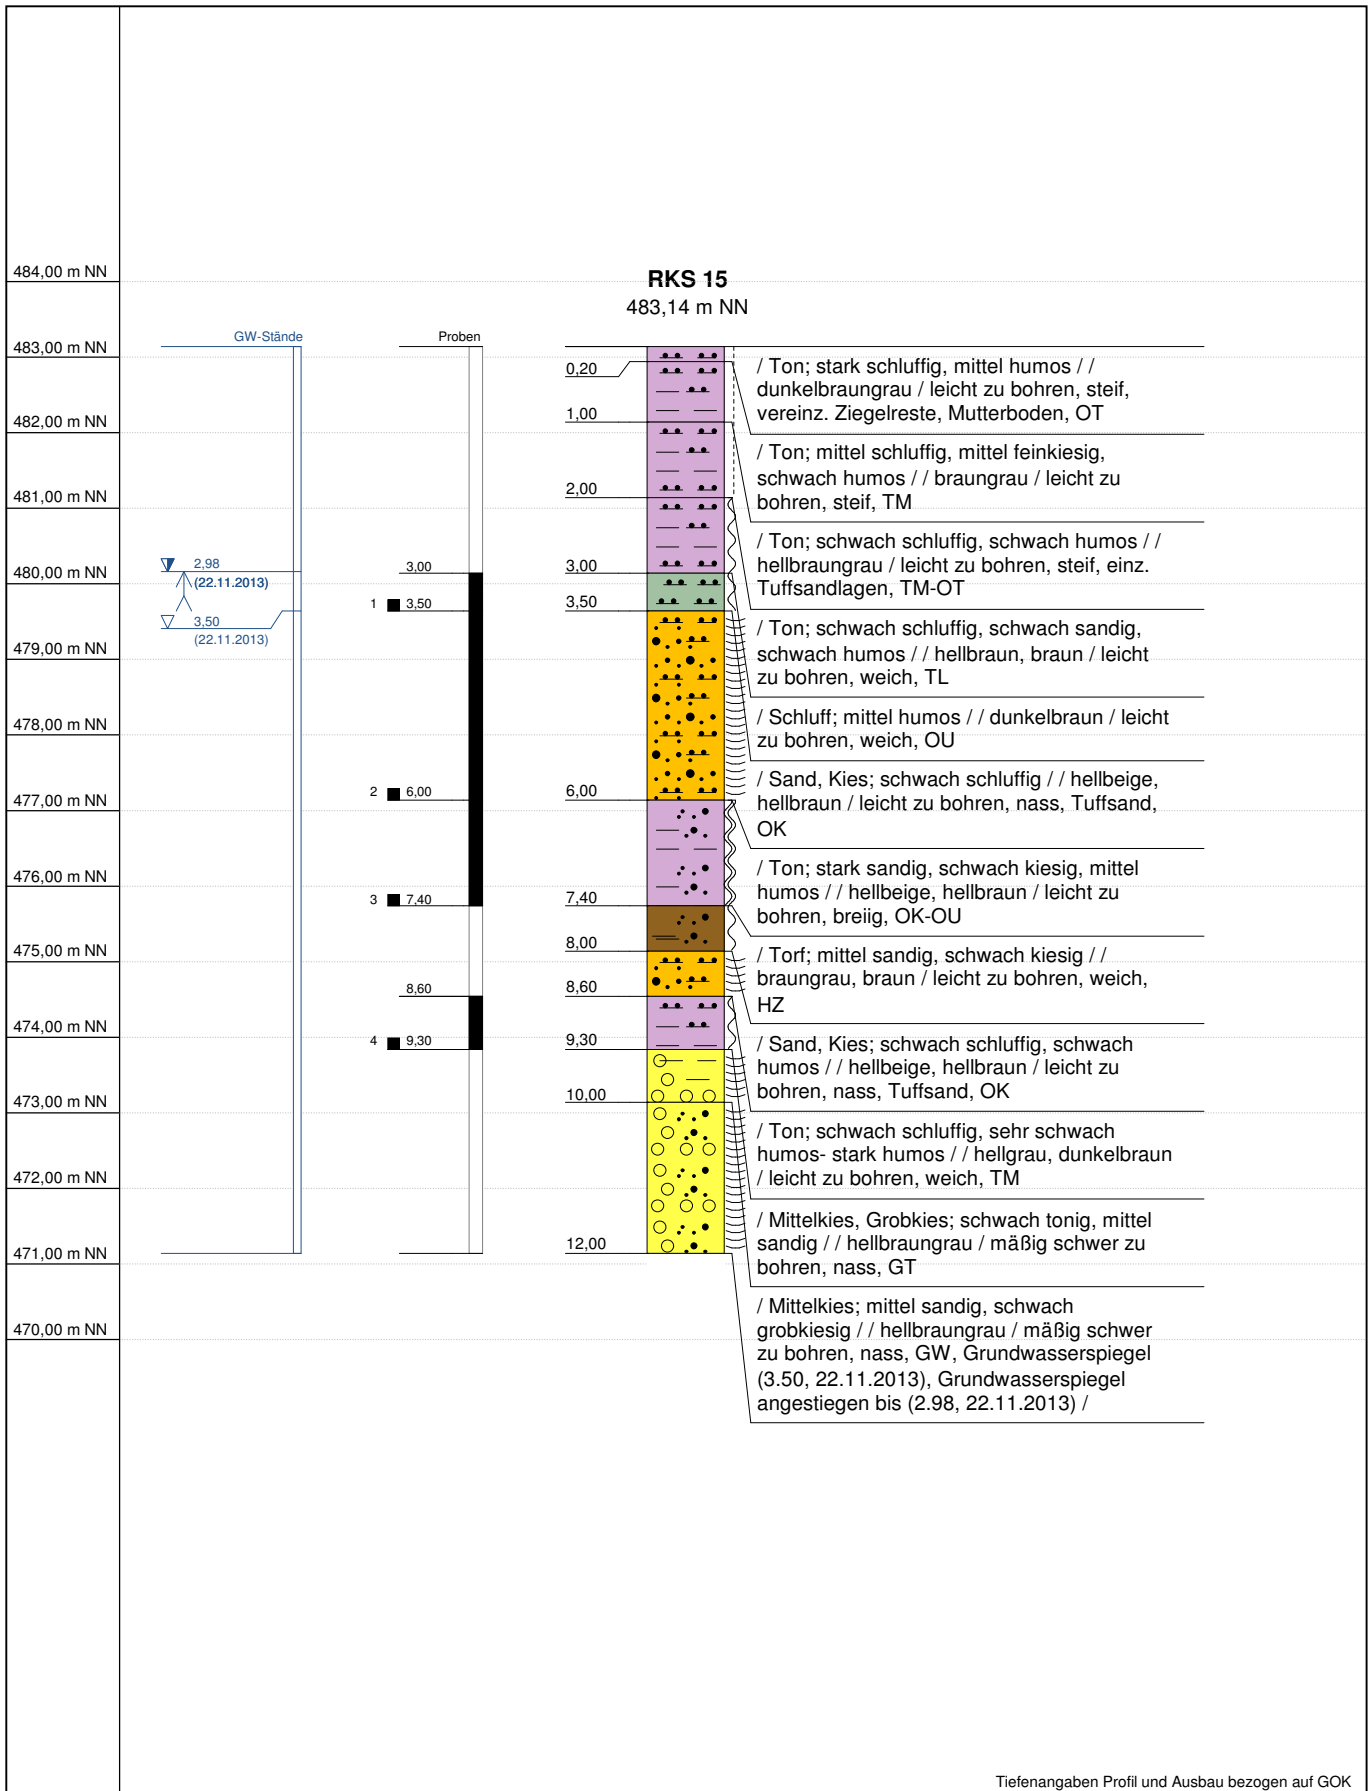 RKS 15
483,14 m NN
484,00 m NN
483,00 m NN
482,00 m NN
481,00 m NN
480,00 m NN
479,00 m NN
478,00 m NN
477,00 m NN
476,00 m NN
475,00 m NN
474,00 m NN
473,00 m NN
472,00 m NN
471,00 m NN
470,00 m NN
GW-Stände
2,98
(22.11.2013)
3,50
(22.11.2013)
Proben
3,00
1 3,50
2 6,00
3 7,40
8,60
4 9,30
0,20
1,00
2,00
3,00
3,50
6,00
7,40
8,00
8,60
9,30
10,00
12,00
/ Ton; stark schluffig, mittel humos / /
dunkelbraungrau / leicht zu bohren, steif,
vereinz. Ziegelreste, Mutterboden, OT
/ Ton; mittel schluffig, mittel feinkiesig,
schwach humos / / braungrau / leicht zu
bohren, steif, TM
/ Ton; schwach schluffig, schwach humos / /
hellbraungrau / leicht zu bohren, steif, einz.
Tuffsandlagen, TM-OT
/ Ton; schwach schluffig, schwach sandig,
schwach humos / / hellbraun, braun / leicht
zu bohren, weich, TL
/ Schluff; mittel humos / / dunkelbraun / leicht
zu bohren, weich, OU
/ Sand, Kies; schwach schluffig / / hellbeige,
hellbraun / leicht zu bohren, nass, Tuffsand,
OK
/ Ton; stark sandig, schwach kiesig, mittel
humos / / hellbeige, hellbraun / leicht zu
bohren, breiig, OK-OU
/ Torf; mittel sandig, schwach kiesig / /
braungrau, braun / leicht zu bohren, weich,
HZ
/ Sand, Kies; schwach schluffig, schwach
humos / / hellbeige, hellbraun / leicht zu
bohren, nass, Tuffsand, OK
/ Ton; schwach schluffig, sehr schwach
humos- stark humos / / hellgrau, dunkelbraun
/ leicht zu bohren, weich, TM
/ Mittelkies, Grobkies; schwach tonig, mittel
sandig / / hellbraungrau / mäßig schwer zu
bohren, nass, GT
/ Mittelkies; mittel sandig, schwach
grobkiesig / / hellbraungrau / mäßig schwer
zu bohren, nass, GW, Grundwasserspiegel
(3.50, 22.11.2013), Grundwasserspiegel
angestiegen bis (2.98, 22.11.2013) /
Tiefenangaben Profil und Ausbau bezogen auf GOK